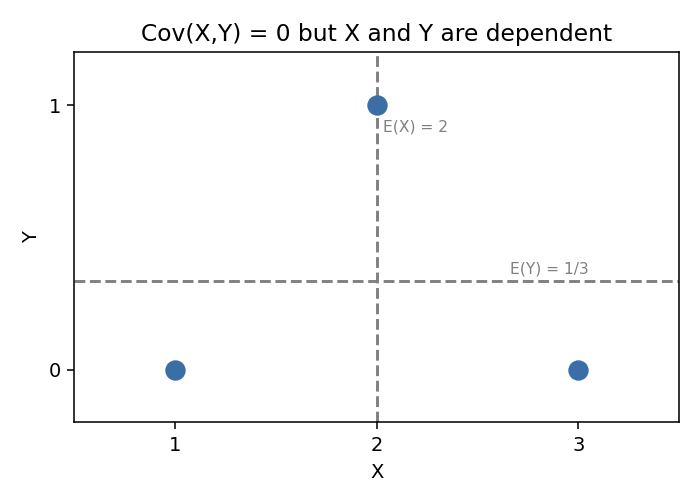 Cov(X,Y) = 0 but X and Y are dependent
1
E(X) = 2
Y
E(Y) = 1/3
0
1 2 3
X